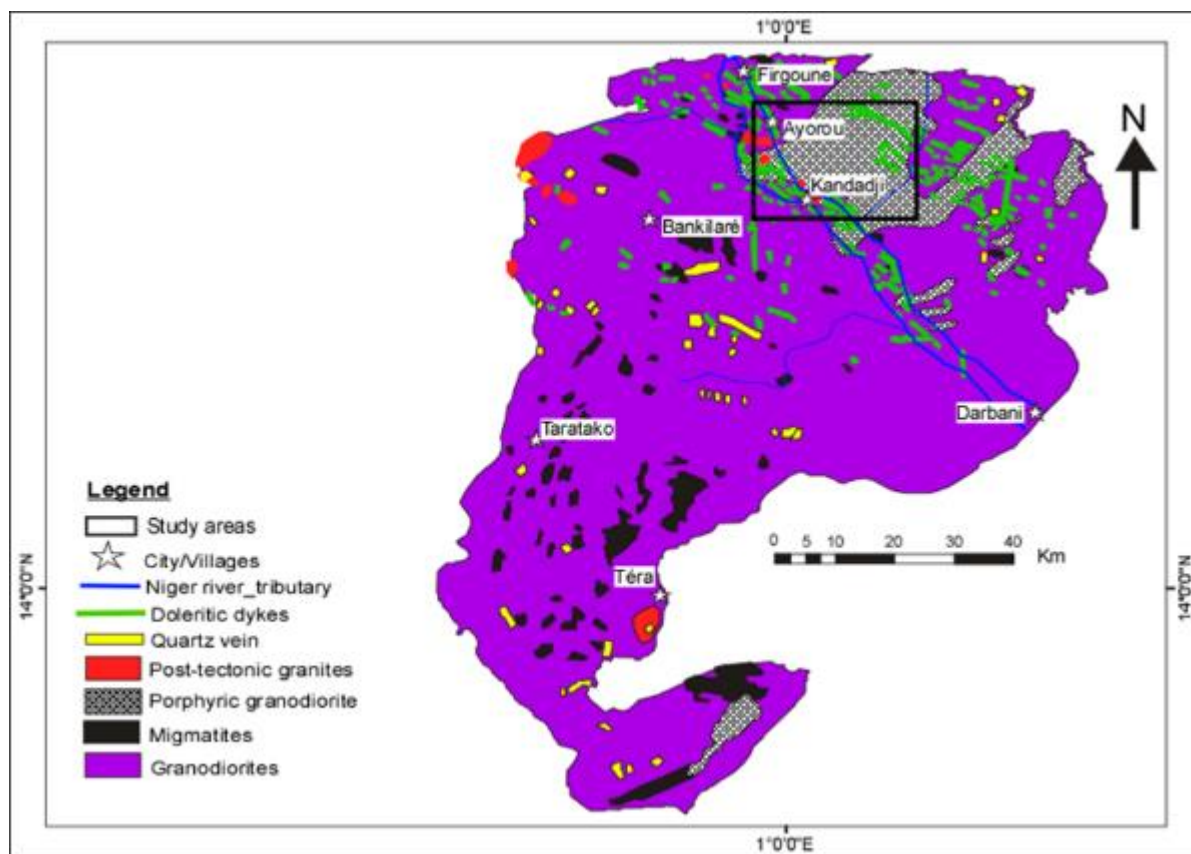 1°0'0"E
Firgoune
N
Ayorou
Kandadji
Bankilaré
Darbani
Taratako
Legend
Study areas
City/Villages
Niger river_tributary
Doleritic dykes
Quartz vein
Post-tectonic granites
Porphyric granodiorite
Migmatites
Granodiorites
0 5 10 20 30 40
Km
Téra
14°0'0"N
14°0'0"N
1°0'0"E